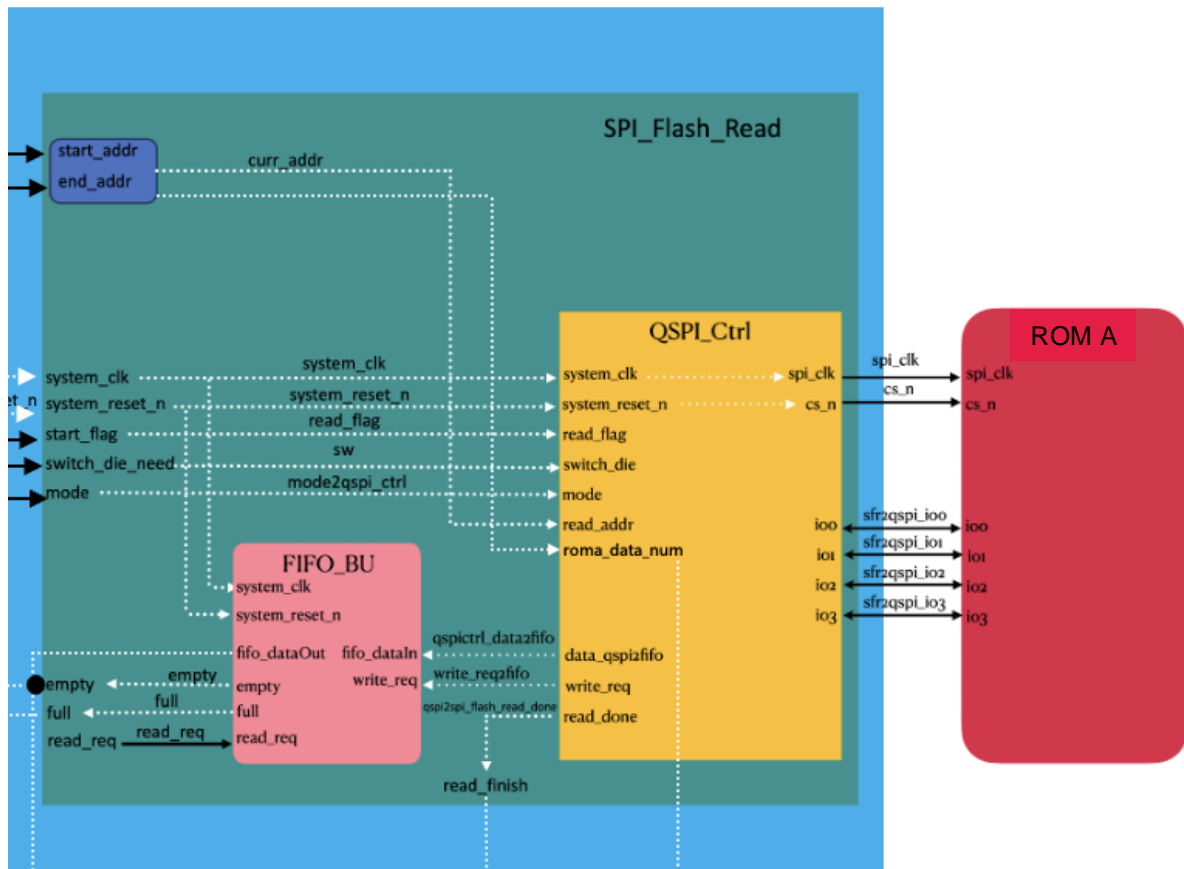 SPI_Flash_Read
start_addr
end_addr
curr_addr
QSPI_Ctrl
ROM A
system_clk
system_clk
system_clk
spi_clk
spi_clk
spi_clk
et_n
system_reset_n
system_reset_n
system_reset_n
cs_n
cs_n
cs_n
start_flag
read_flag
read_flag
switch_die_need
sw
switch_die
mode
mode2qspi_ctrl
mode
read_addr
io0
sfr2qspi_io0
io0
roma_data_num
io1
sfr2qspi_io1
io1
io2
sfr2qspi_io2
io2
io3
sfr2qspi_io3
io3
FIFO_BU
system_clk
system_reset_n
fifo_dataOut
fifo_dataIn
qspictrl_data2fifo
data_qspi2fifo
empty
empty
empty
write_req
write_req2fifo
write_req
full
full
full
qspi2spi_flash_read_done
read_done
read_req
read_req
read_req
read_finish